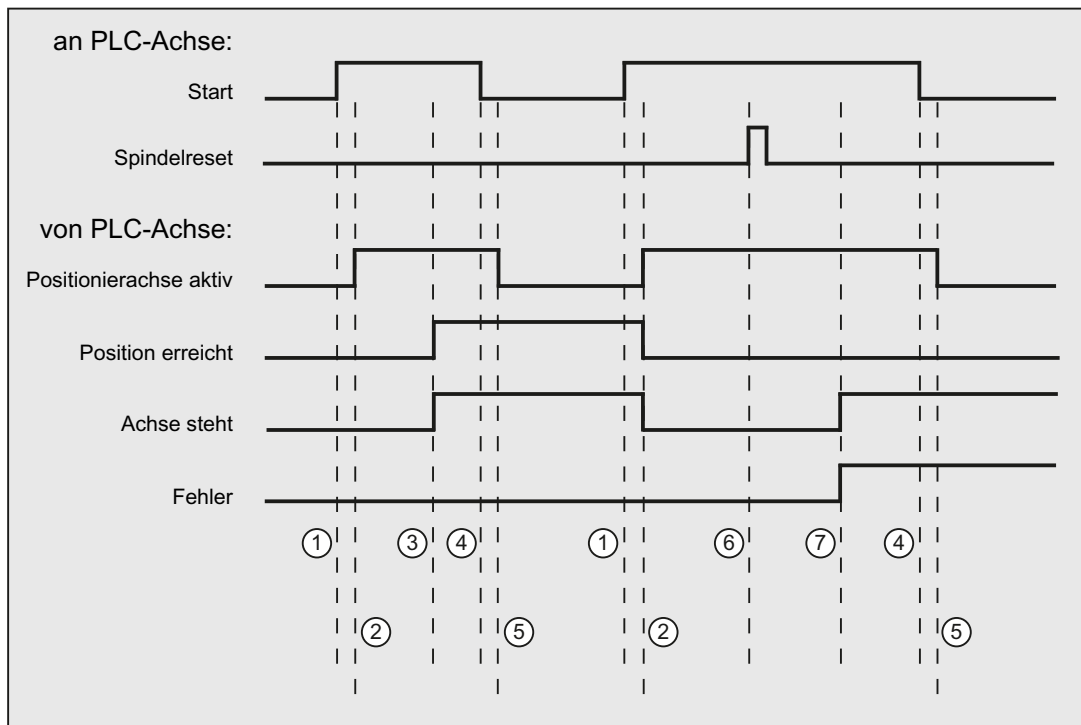 an PLC-Achse:
Start
Spindelreset
von PLC-Achse:
Positionierachse aktiv
Position erreicht
Achse steht
Fehler
1 3 4 1 6 7 4
2 5 2 5